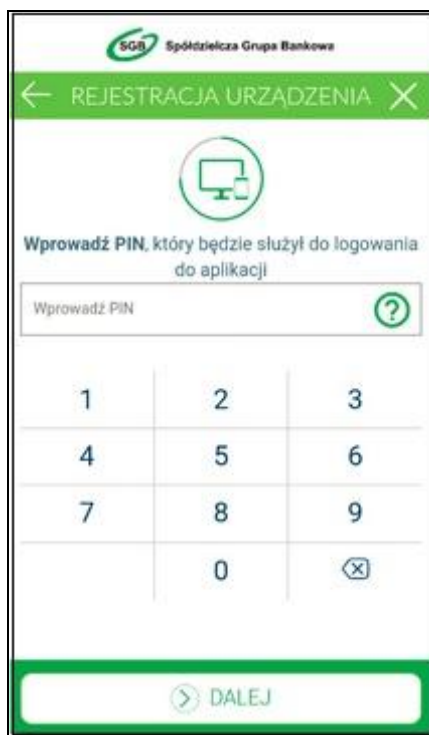 SGB Spółdzielcza Grupa Bankowa
REJESTRACJA URZĄDZENIA
Wprowadź PIN, który będzie służył do logowania
do aplikacji
Wprowadź PIN
?
1 2 3
4 5 6
7 8 9
0
DALEJ